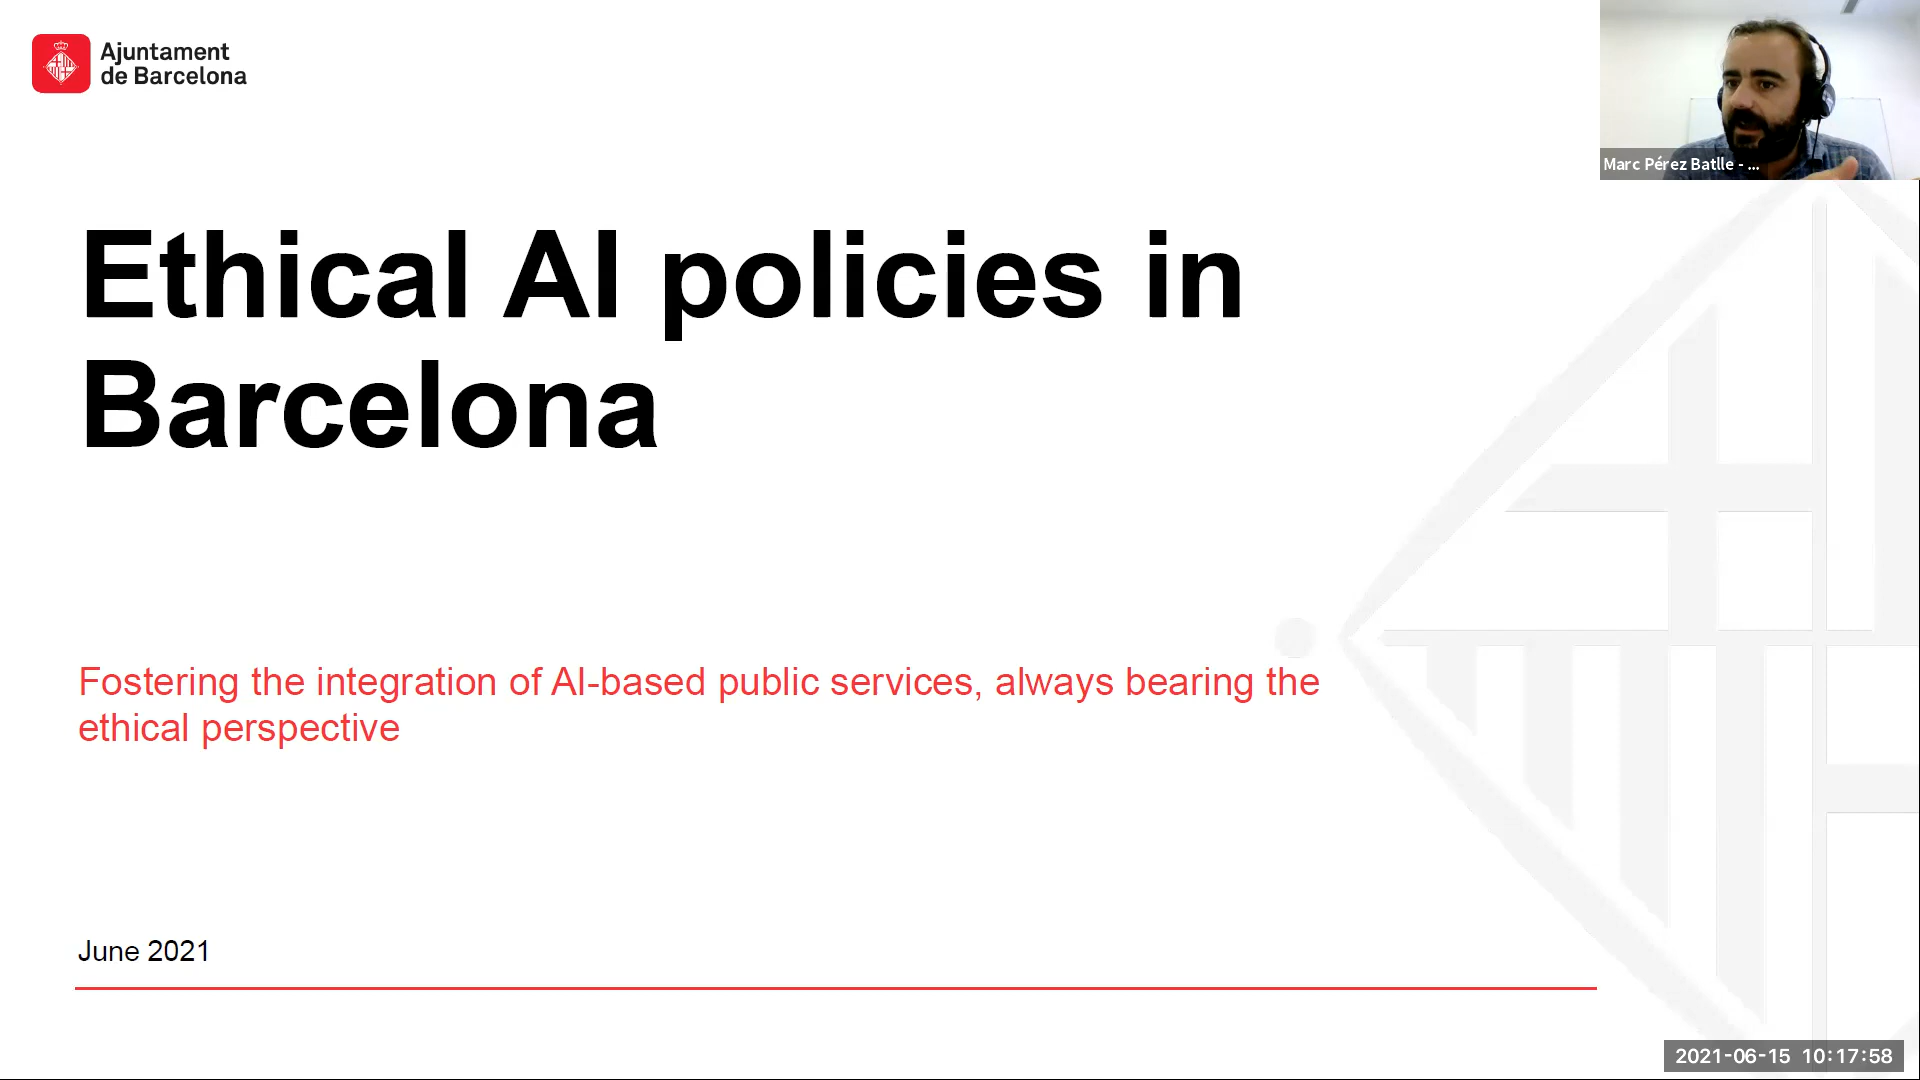 Ajuntament
de Barcelona
Marc Pérez Batlle - ...
Ethical AI policies in
Barcelona
Fostering the integration of AI-based public services, always bearing the
ethical perspective
June 2021
2021-06-15 10:17:58